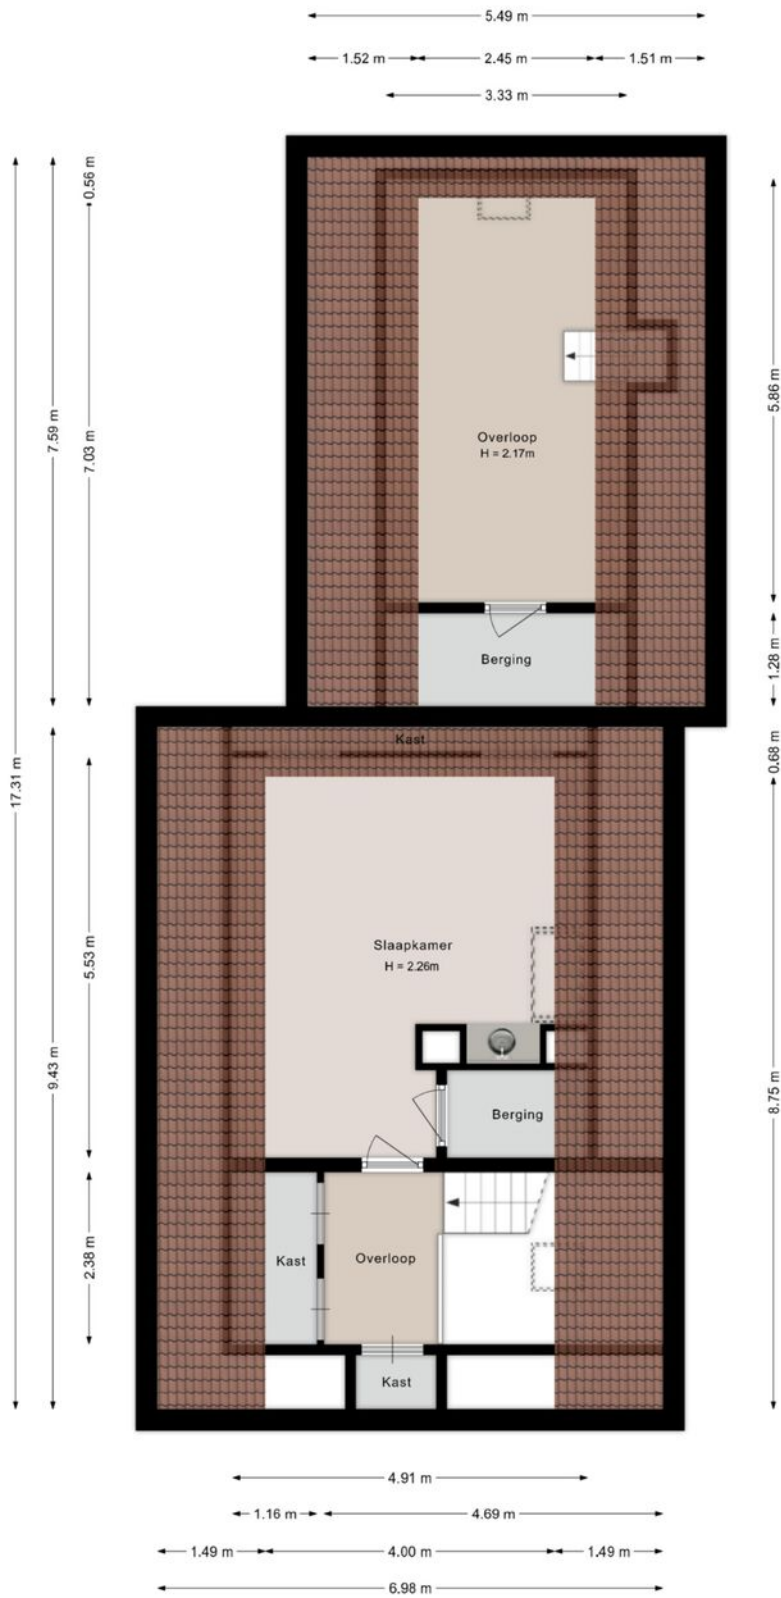 5.49 m
1.52 m
2.45 m
1.51 m
3.33 m
0.56 m
7.59 m
7.03 m
5.86 m
Overloop
H = 2.17m
Berging
1.28 m
17.31 m
Kast
0.68 m
5.53 m
Slaapkamer
H = 2.26m
9.43 m
8.75 m
Berging
2.38 m
Kast
Overloop
Kast
4.91 m
1.16 m
4.69 m
1.49 m
4.00 m
1.49 m
6.98 m